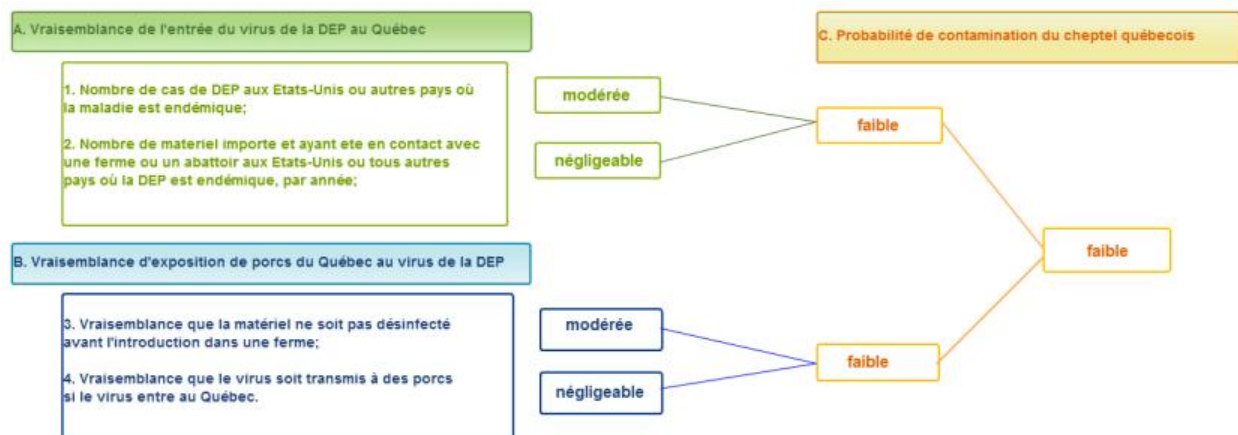 A. Vraisemblance de l'entrée du virus de la DEP au Québec
C. Probabilité de contamination du cheptel québecois
1. Nombre de cas de DEP aux Etats-Unis ou autres pays où
la maladie est endémique;
2. Nombre de materiel importe et ayant ete en contact avec
une ferme ou un abattoir aux Etats-Unis ou tous autres
pays où la DEP est endémique, par année;
modérée
négligeable
faible
faible
B. Vraisemblance d'exposition de porcs du Québec au virus de la DEP
3. Vraisemblance que la matériel ne soit pas désinfecté
avant l'introduction dans une ferme;
4. Vraisemblance que le virus soit transmis à des porcs
si le virus entre au Québec.
modérée
négligeable
faible